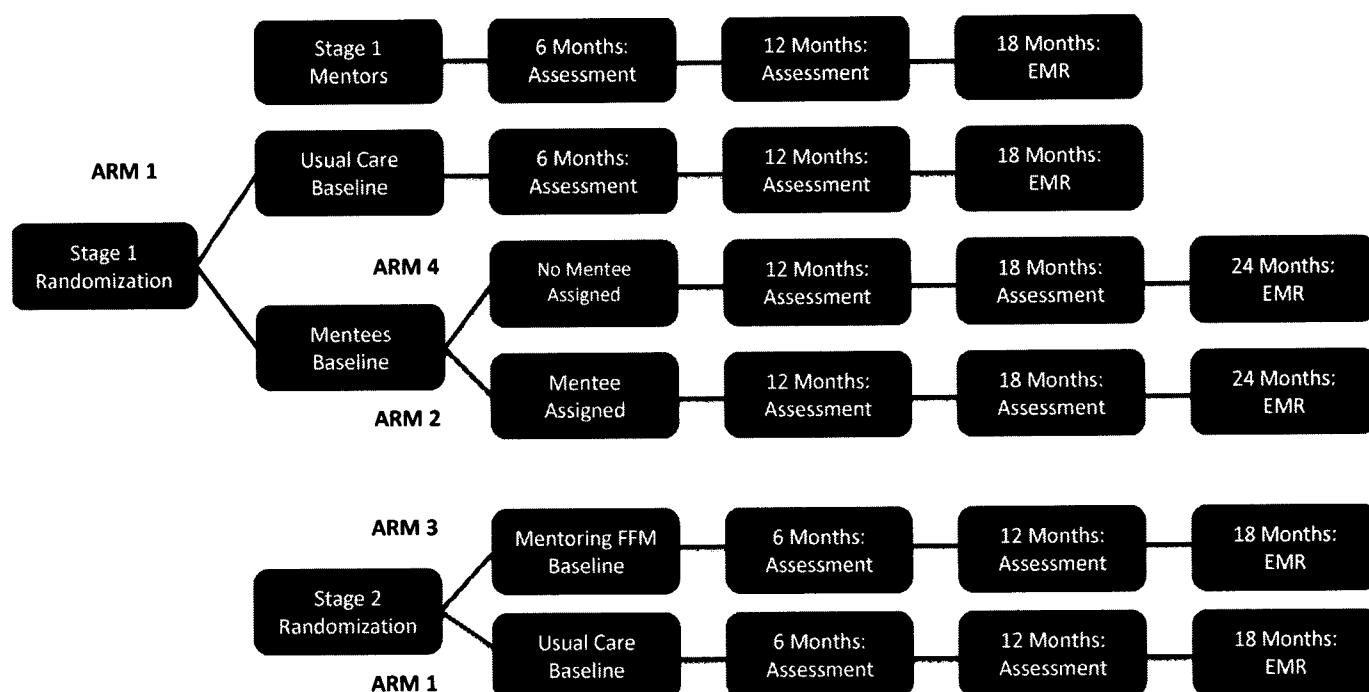 Stage 1
Mentors
6 Months:
Assessment
12 Months:
Assessment
18 Months:
EMR
ARM 1
Usual Care
Baseline
6 Months:
Assessment
12 Months:
Assessment
18 Months:
EMR
Stage 1
Randomization
ARM 4
No Mentee
Assigned
12 Months:
Assessment
18 Months:
Assessment
24 Months:
EMR
Mentees
Baseline
Mentee
Assigned
12 Months:
Assessment
18 Months:
Assessment
24 Months:
EMR
ARM 2
ARM 3
Mentoring FFM
Baseline
6 Months:
Assessment
12 Months:
Assessment
18 Months:
EMR
Stage 2
Randomization
Usual Care
Baseline
6 Months:
Assessment
12 Months:
Assessment
18 Months:
EMR
ARM 1